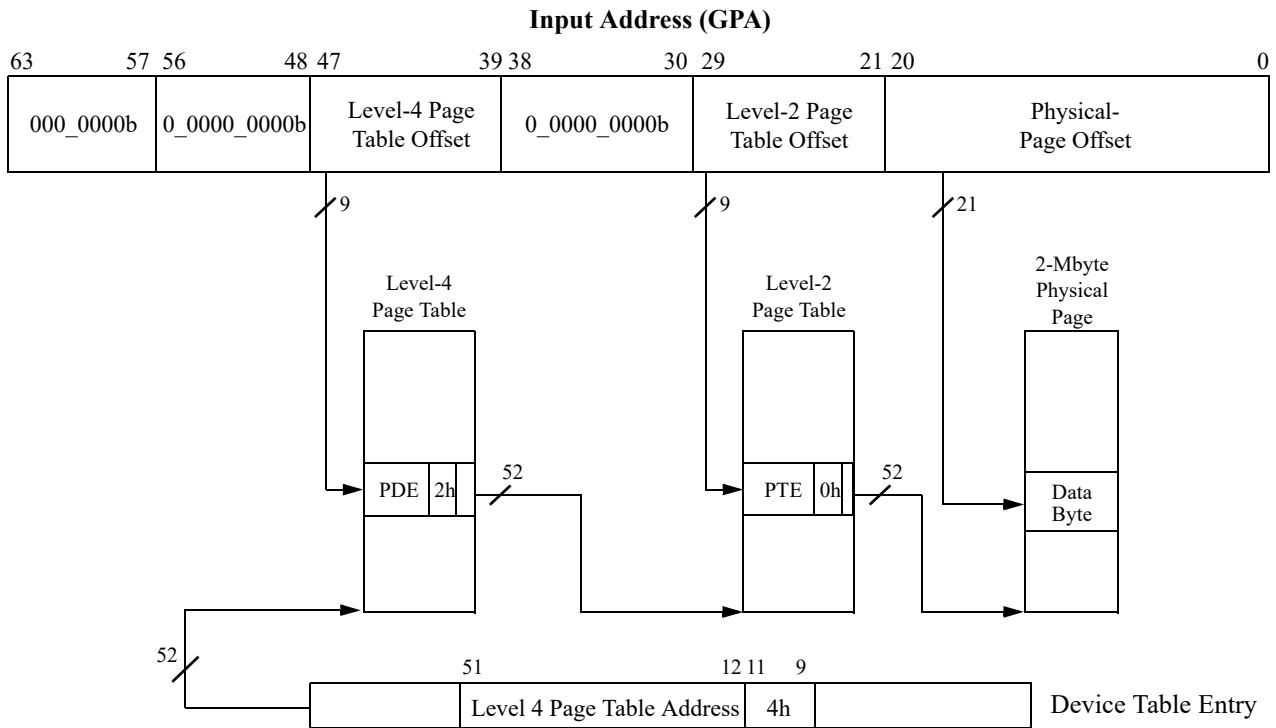 Input Address (GPA)
63 57 56 48 47 39 38 30 29 21 20 0
000_0000b 0_0000_0000b Level-4 Page Table Offset 0_0000_0000b Level-2 Page Table Offset Physical-Page Offset
9 9 21
Level-4
Page Table
Level-2
Page Table
2-Mbyte
Physical
Page
PDE 2h
52
PTE 0h
52
Data
Byte
52
51 12 11 9
Level 4 Page Table Address 4h
Device Table Entry